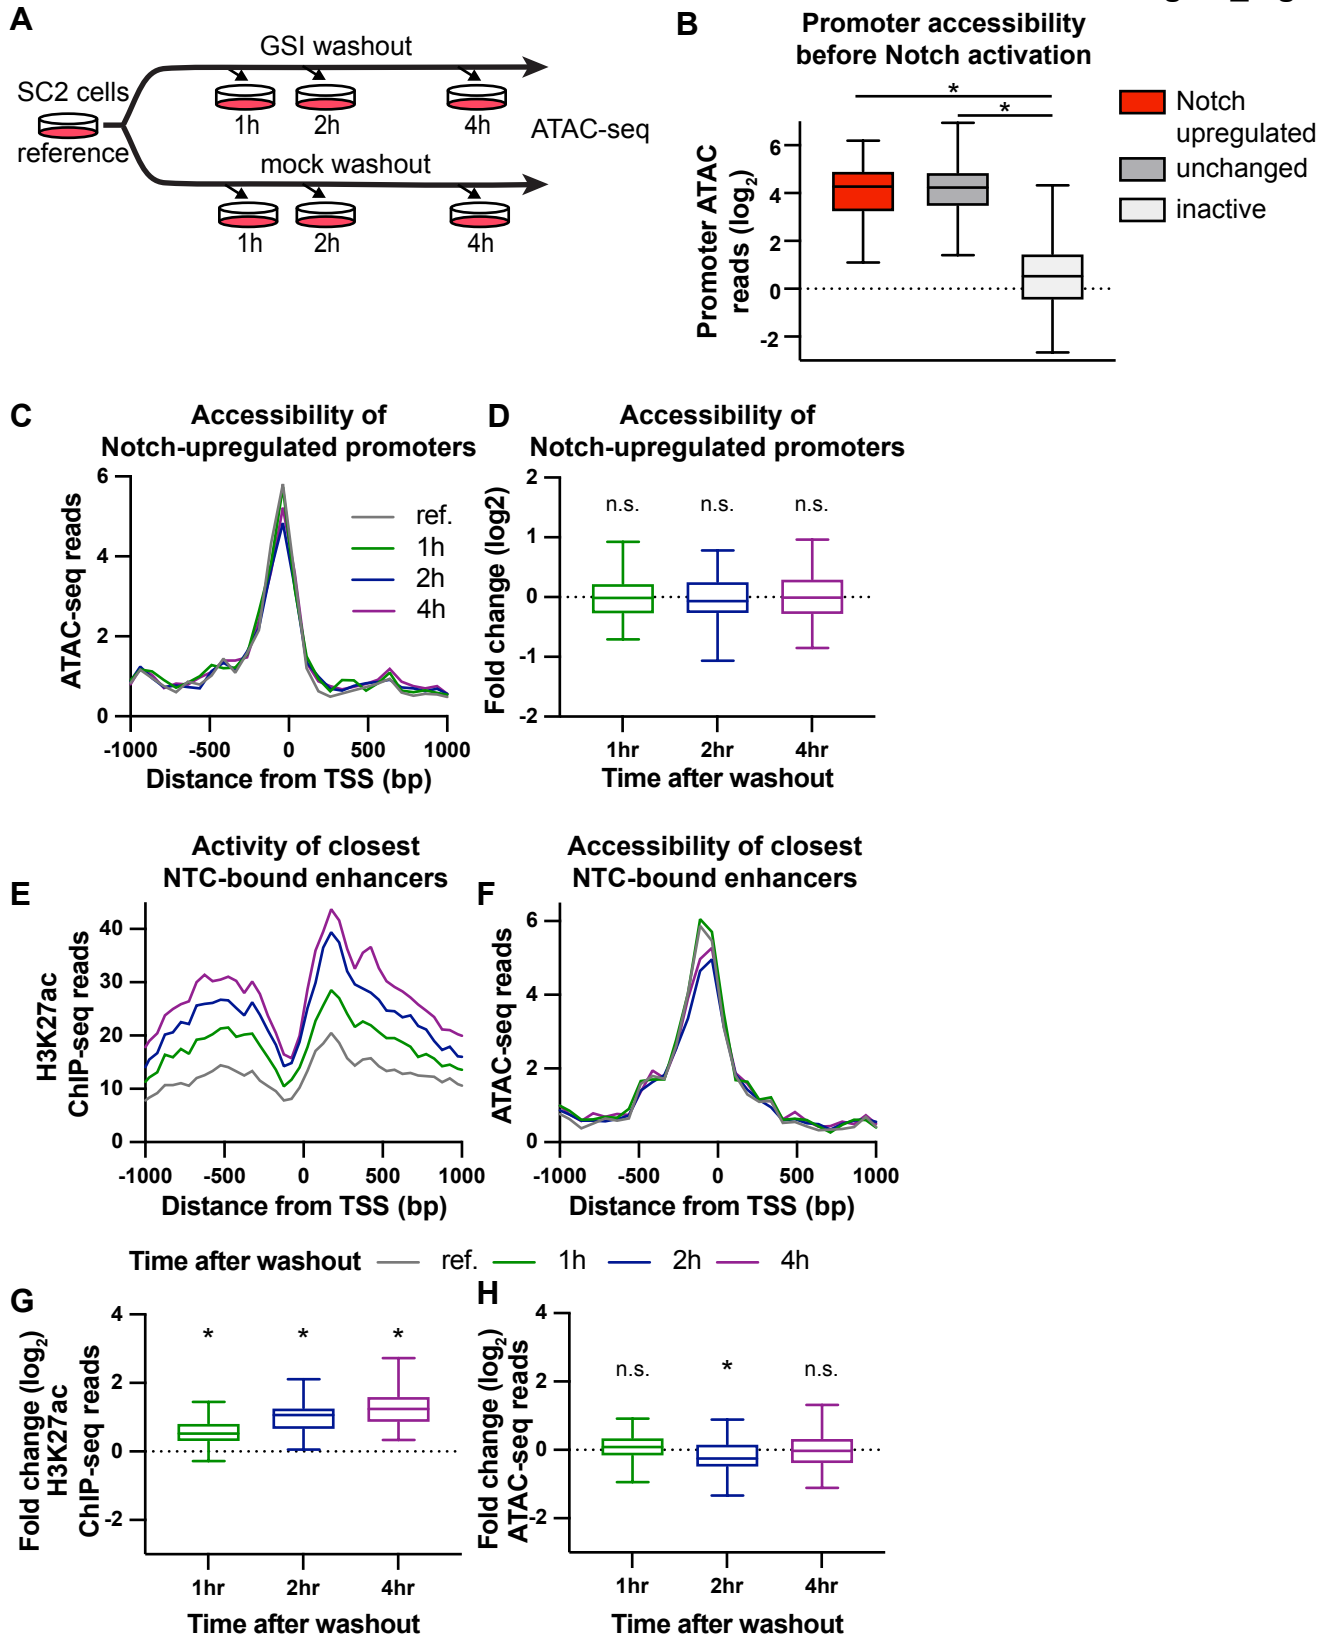 A
GSI washout
SC2 cells
reference
1h
2h
4h
ATAC-seq
mock washout
1h
2h
4h
B
Promoter accessibility
before Notch activation
*
*
Promoter ATAC
reads (log2)
6
4
2
0
-2
Notch
upregulated
unchanged
inactive
C
Accessibility of
Notch-upregulated promoters
ATAC-seq reads
6
4
2
0
ref.
1h
2h
4h
-1000
-500
0
500
1000
Distance from TSS (bp)
D
Accessibility of
Notch-upregulated promoters
Fold change (log2)
2
1
0
-1
-2
n.s.
n.s.
n.s.
1hr
2hr
4hr
Time after washout
E
Activity of closest
NTC-bound enhancers
H3K27ac
ChIP-seq reads
40
30
20
10
0
-1000
-500
0
500
1000
Distance from TSS (bp)
F
Accessibility of closest
NTC-bound enhancers
ATAC-seq reads
6
4
2
0
-1000
-500
0
500
1000
Distance from TSS (bp)
Time after washout
ref.
1h
2h
4h
G
Fold change (log2)
H3K27ac
ChIP-seq reads
4
2
0
-2
*
*
*
1hr
2hr
4hr
Time after washout
H
Fold change (log2)
ATAC-seq reads
4
2
0
-2
n.s.
*
n.s.
1hr
2hr
4hr
Time after washout